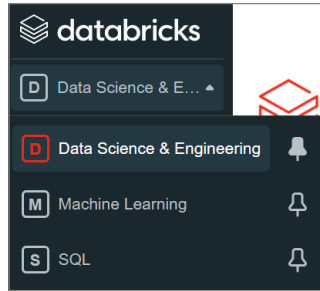 databricks
D Data Science & E...
D Data Science & Engineering
M Machine Learning
S SQL